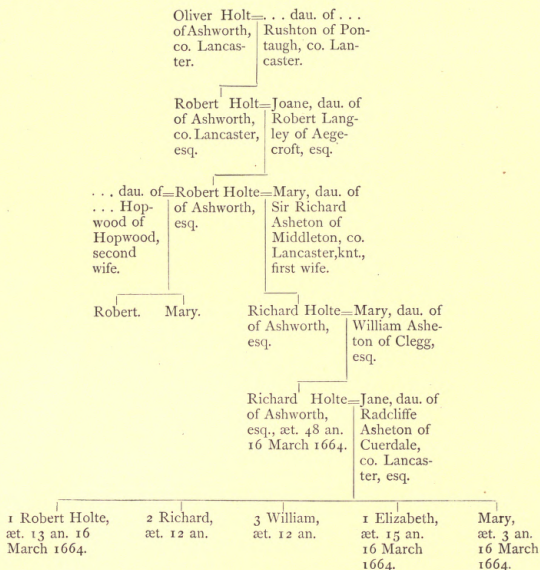 Oliver Holt=. . . dau. of . . .
of Ashworth,
co. Lancas-
ter.
Rushton of Pon-
taugh, co. Lan-
caster.
Robert Holt=Joane, dau. of
of Ashworth,
co. Lancaster,
esq.
Robert Lang-
ley of Aege-
croft, esq.
. . . dau. of=Robert Holte=Mary, dau. of
. . . Hop-
wood of
Hopwood,
second
wife.
of Ashworth,
esq.
Sir Richard
Asheton of
Middleton, co.
Lancaster,knt.,
first wife.
Robert. Mary.
Richard Holte=Mary, dau. of
of Ashworth,
esq.
William Ashe-
ton of Clegg,
esq.
Richard Holte=Jane, dau. of
of Ashworth,
esq., æt. 48 an.
16 March 1664.
Radcliffe
Asheton of
Cuerdale,
co. Lancas-
ter, esq.
1 Robert Holte,
æt. 13 an. 16
March 1664.
2 Richard,
æt. 12 an.
3 William,
æt. 12 an.
1 Elizabeth,
æt. 15 an.
16 March
1664.
Mary,
æt. 3 an.
16 March
1664.